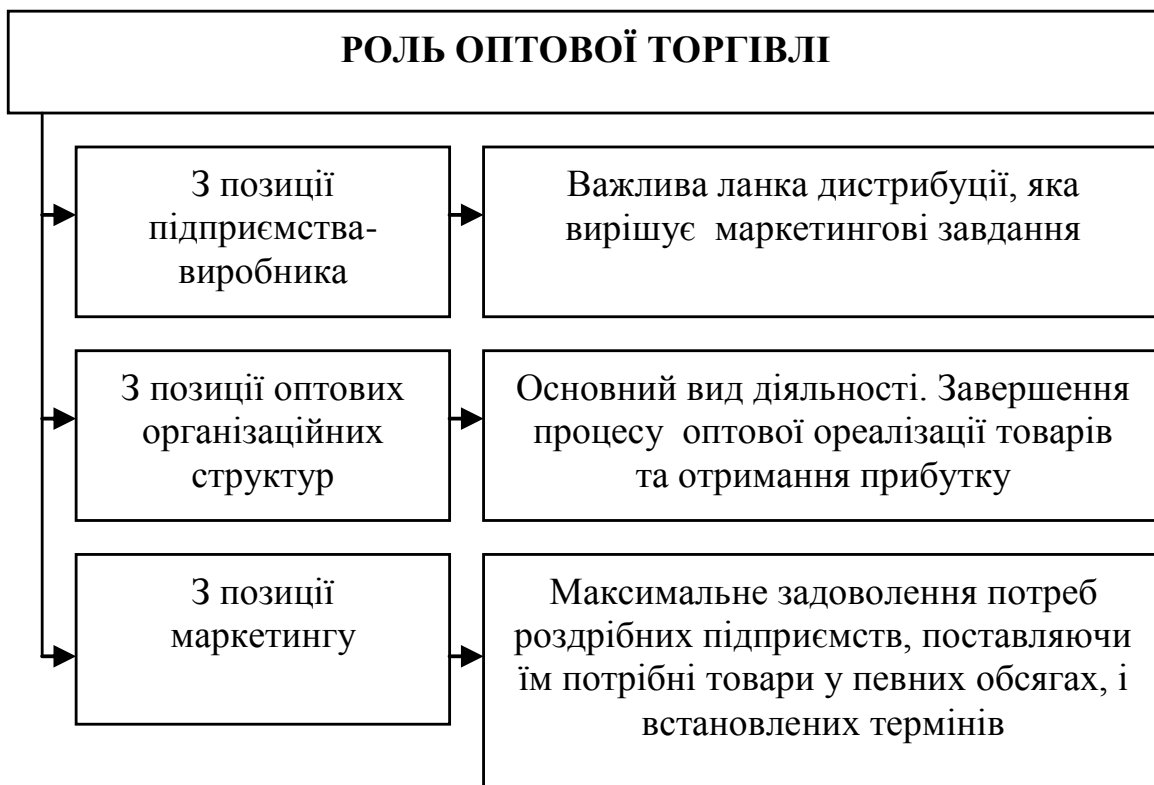 РОЛЬ ОПТОВОЇ ТОРГІВЛІ
З позиції
підприємства-
виробника
Важлива ланка дистрибуції, яка
вирішує маркетингові завдання
З позиції оптових
організаційних
структур
Основний вид діяльності. Завершення
процесу оптової ореалізації товарів
та отримання прибутку
З позиції
маркетингу
Максимальне задоволення потреб
роздрібних підприємств, поставляючи
їм потрібні товари у певних обсягах, і
встановлених термінів